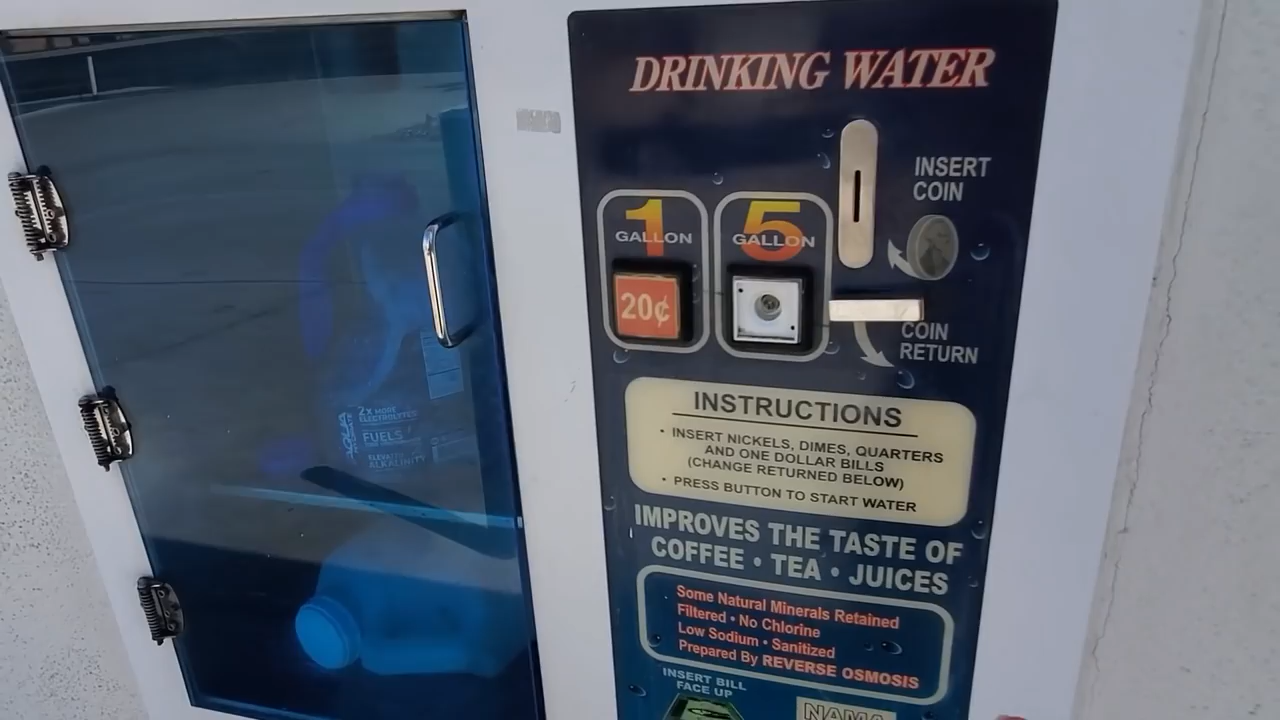 DRINKING WATER
INSERT
COIN
1
GALLON
5
GALLON
20¢
COIN
RETURN
INSTRUCTIONS
• INSERT NICKELS, DIMES, QUARTERS
AND ONE DOLLAR BILLS
(CHANGE RETURNED BELOW)
• PRESS BUTTON TO START WATER
IMPROVES THE TASTE OF
COFFEE • TEA • JUICES
Some Natural Minerals Retained
Filtered • No Chlorine
Low Sodium • Sanitized
Prepared By REVERSE OSMOSIS
INSERT BILL
FACE UP
NAMA
2X MORE
ELECTROLYTES
FUELS
ALKALINITY